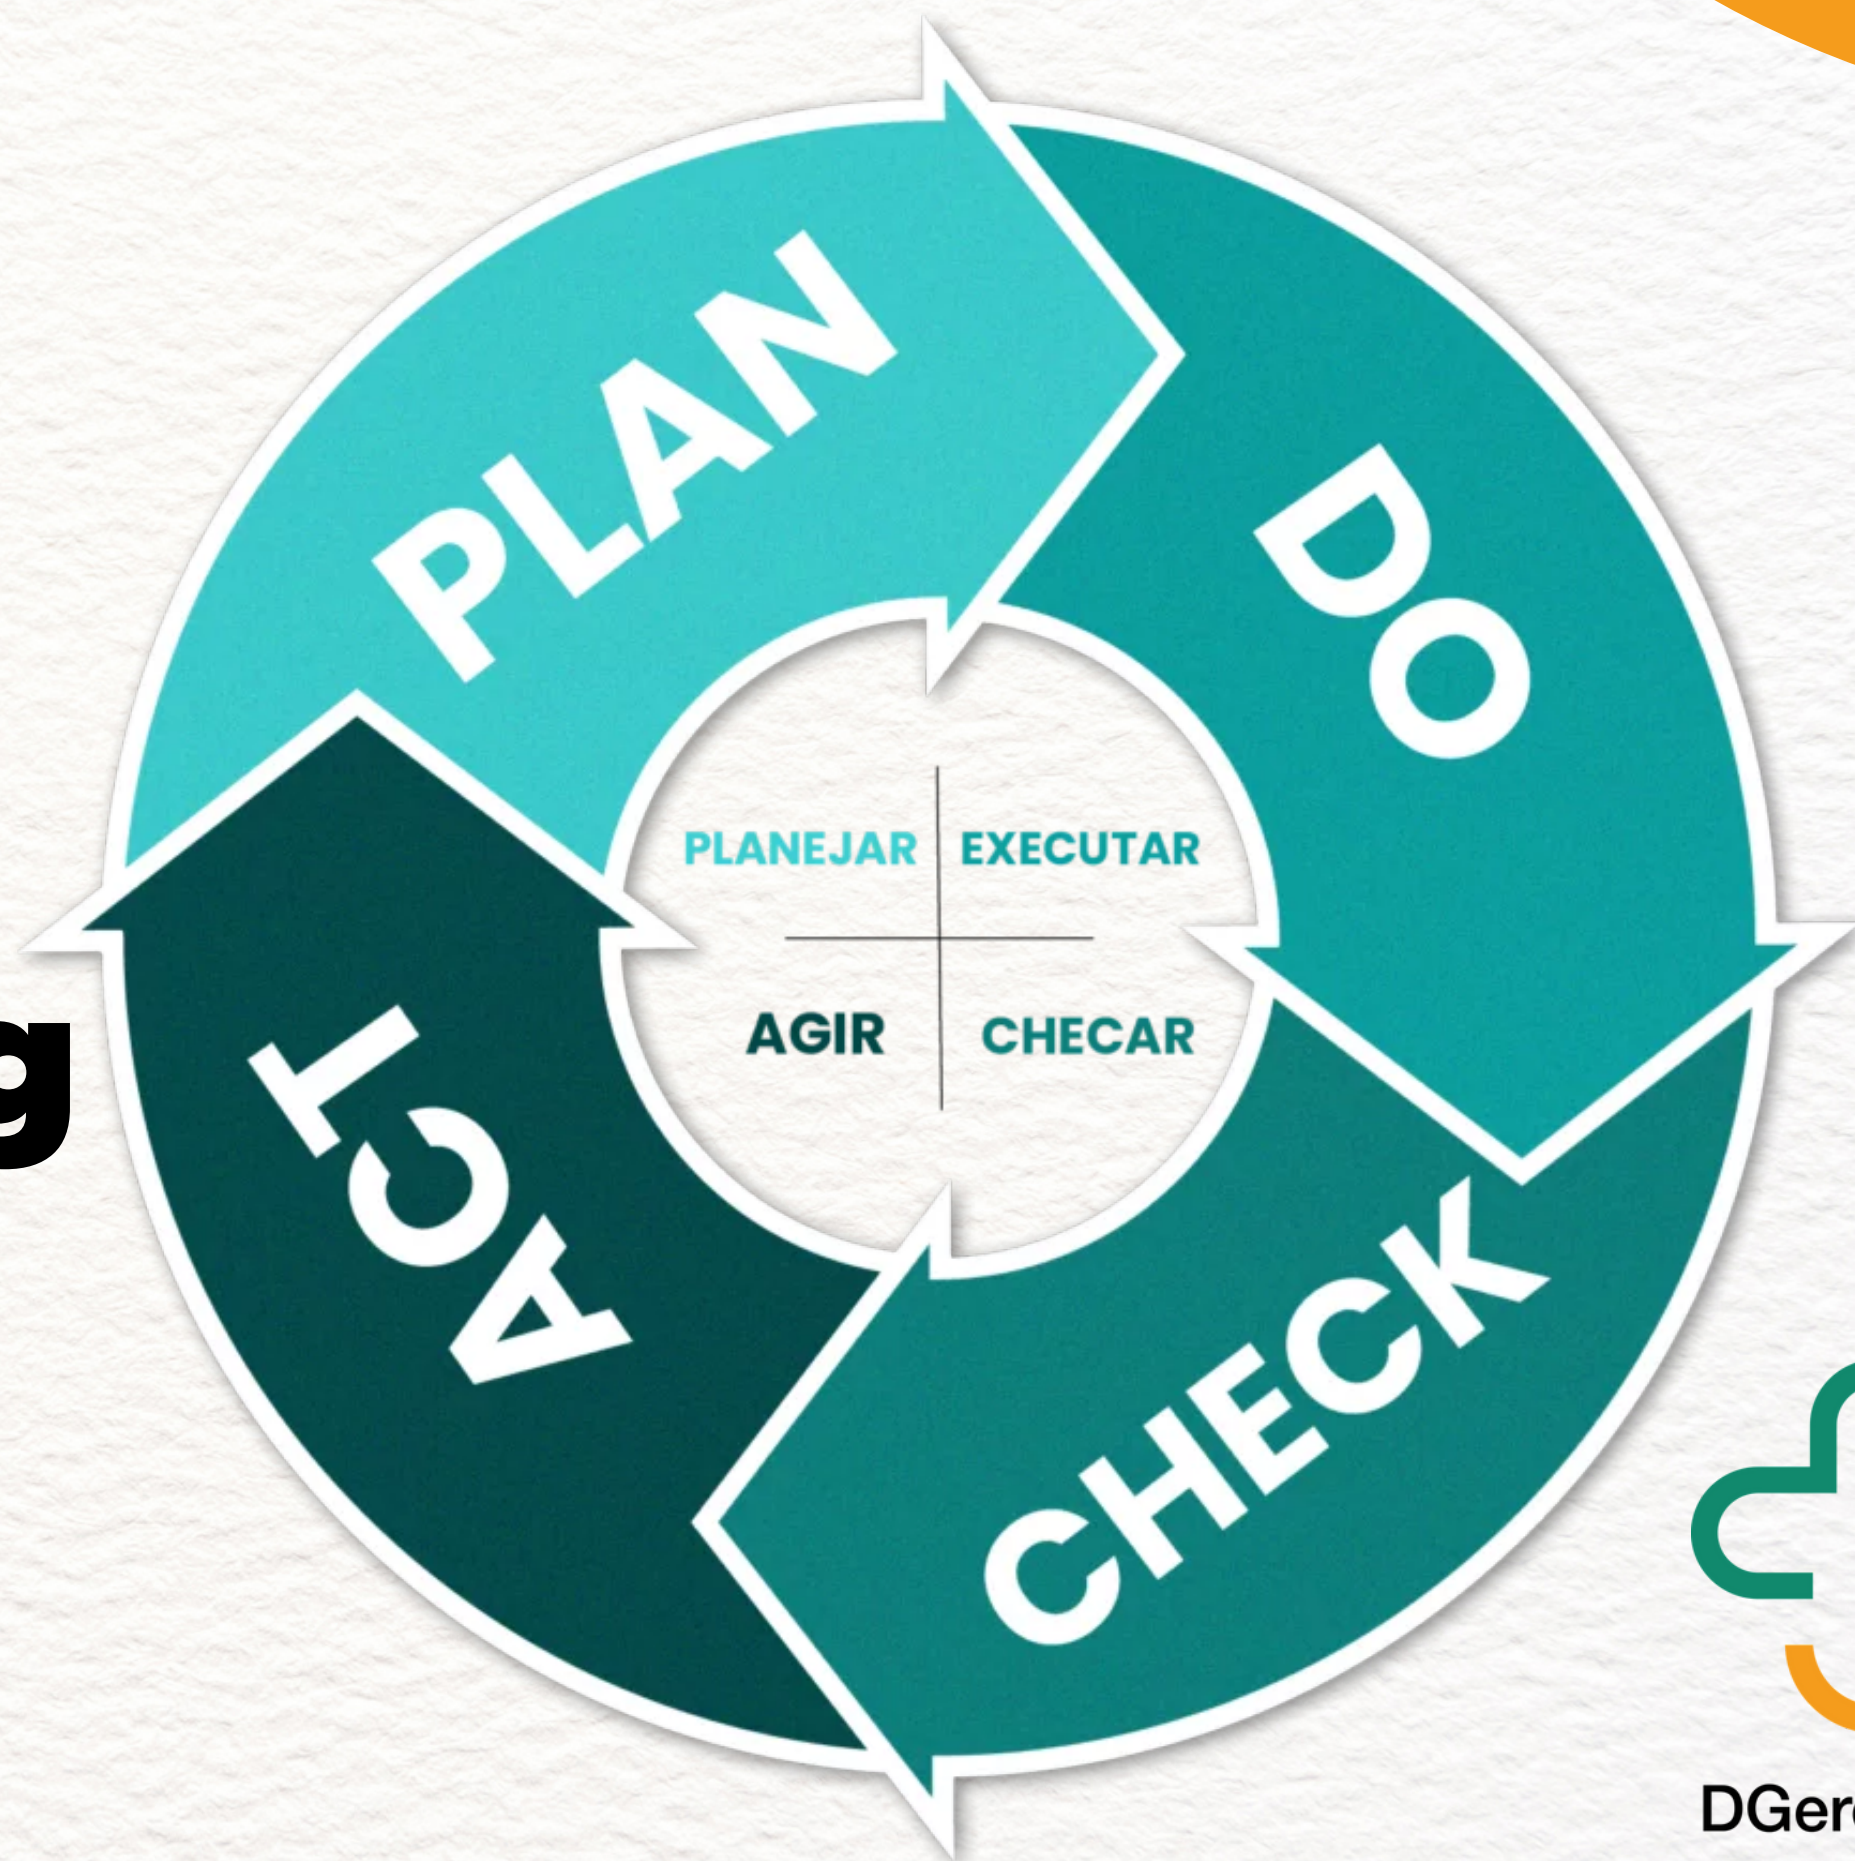 PLAN
DO
PLANEJAR EXECUTAR
AGIR CHECAR
g
ACT
CHECK